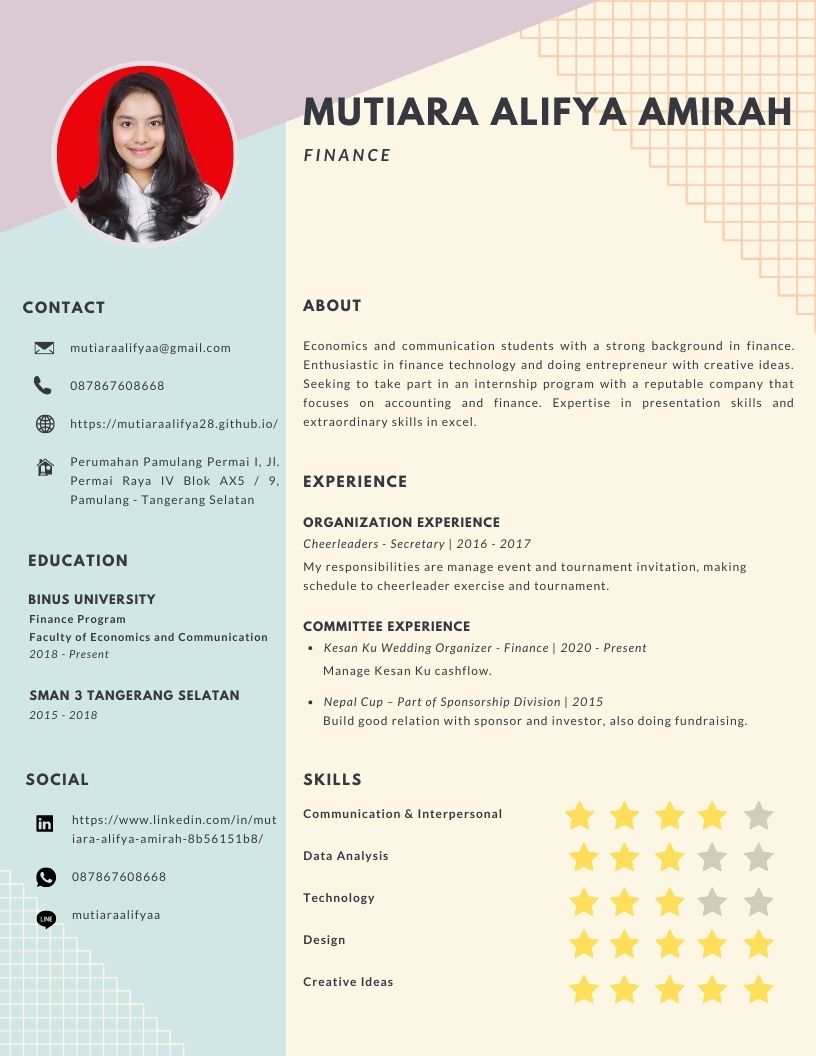 MUTIARA ALIFYA AMIRAH
FINANCE
CONTACT
mutiaraalifyaa@gmail.com
087867608668
https://mutiaraalifya28.github.io/
Perumahan Pamulang Permai I, Jl.
Permai Raya IV Blok AX5 / 9,
Pamulang - Tangerang Selatan
EDUCATION
BINUS UNIVERSITY
Finance Program
Faculty of Economics and Communication
2018 - Present
SMAN 3 TANGERANG SELATAN
2015 - 2018
SOCIAL
https://www.linkedin.com/in/mut
iara-alifya-amirah-8b56151b8/
087867608668
LINE
mutiaraalifyaa
ABOUT
Economics and communication students with a strong background in finance.
Enthusiastic in finance technology and doing entrepreneur with creative ideas.
Seeking to take part in an internship program with a reputable company that
focuses on accounting and finance. Expertise in presentation skills and
extraordinary skills in excel.
EXPERIENCE
ORGANIZATION EXPERIENCE
Cheerleaders - Secretary | 2016 - 2017
My responsibilities are manage event and tournament invitation, making
schedule to cheerleader exercise and tournament.
COMMITTEE EXPERIENCE
• Kesan Ku Wedding Organizer - Finance | 2020 - Present
Manage Kesan Ku cashflow.
• Nepal Cup – Part of Sponsorship Division | 2015
Build good relation with sponsor and investor, also doing fundraising.
SKILLS
Communication & Interpersonal
Data Analysis
Technology
Design
Creative Ideas